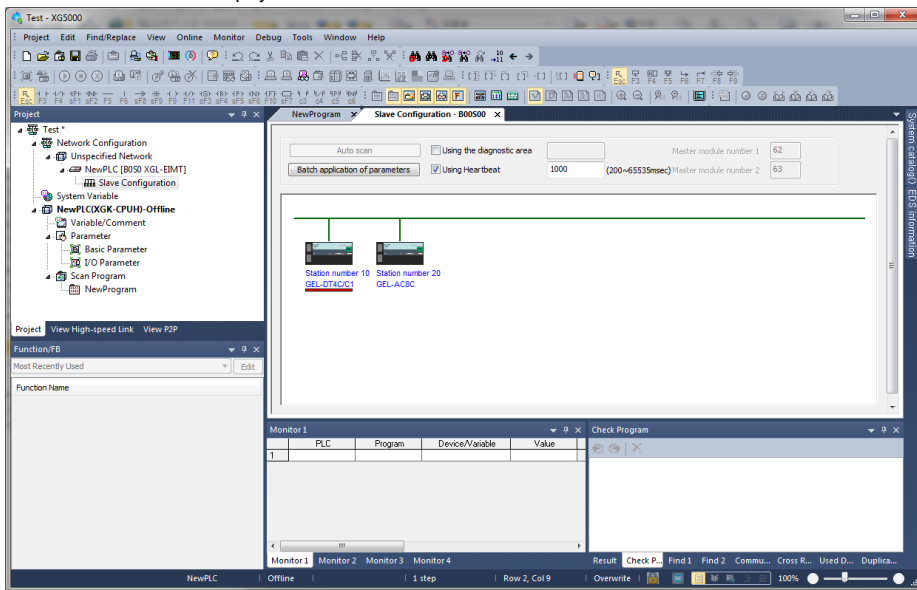 Test - XG5000
Project Edit Find/Replace View Online Monitor Debug Tools Window Help
Project
NewProgram Slave Configuration - B00S00
Test *
Network Configuration
Unspecified Network
NewPLC [B0S0 XGL-EIMT]
Slave Configuration
System Variable
NewPLC(XGK-CPUH)-Offline
Variable/Comment
Parameter
Basic Parameter
I/O Parameter
Scan Program
NewProgram
Project View High-speed Link View P2P
Auto scan Using the diagnostic area Master module number 1 62
Batch application of parameters Using Heartbeat 1000 (200~65535msec) Master module number 2 63
Station number 10 Station number 20
GEL-DT4C/C1 GEL-AC8C
System catalog() EDS information
Function/FB
Most Recently Used Edit
Function Name
Monitor 1
PLC Program Device/Variable Value
1
Monitor 1 Monitor 2 Monitor 3 Monitor 4
Check Program
Result Check P... Find 1 Find 2 Commu... Cross R... Used D... Duplica...
NewPLC Offline 1 step Row 2, Col 9 Overwrite 100%